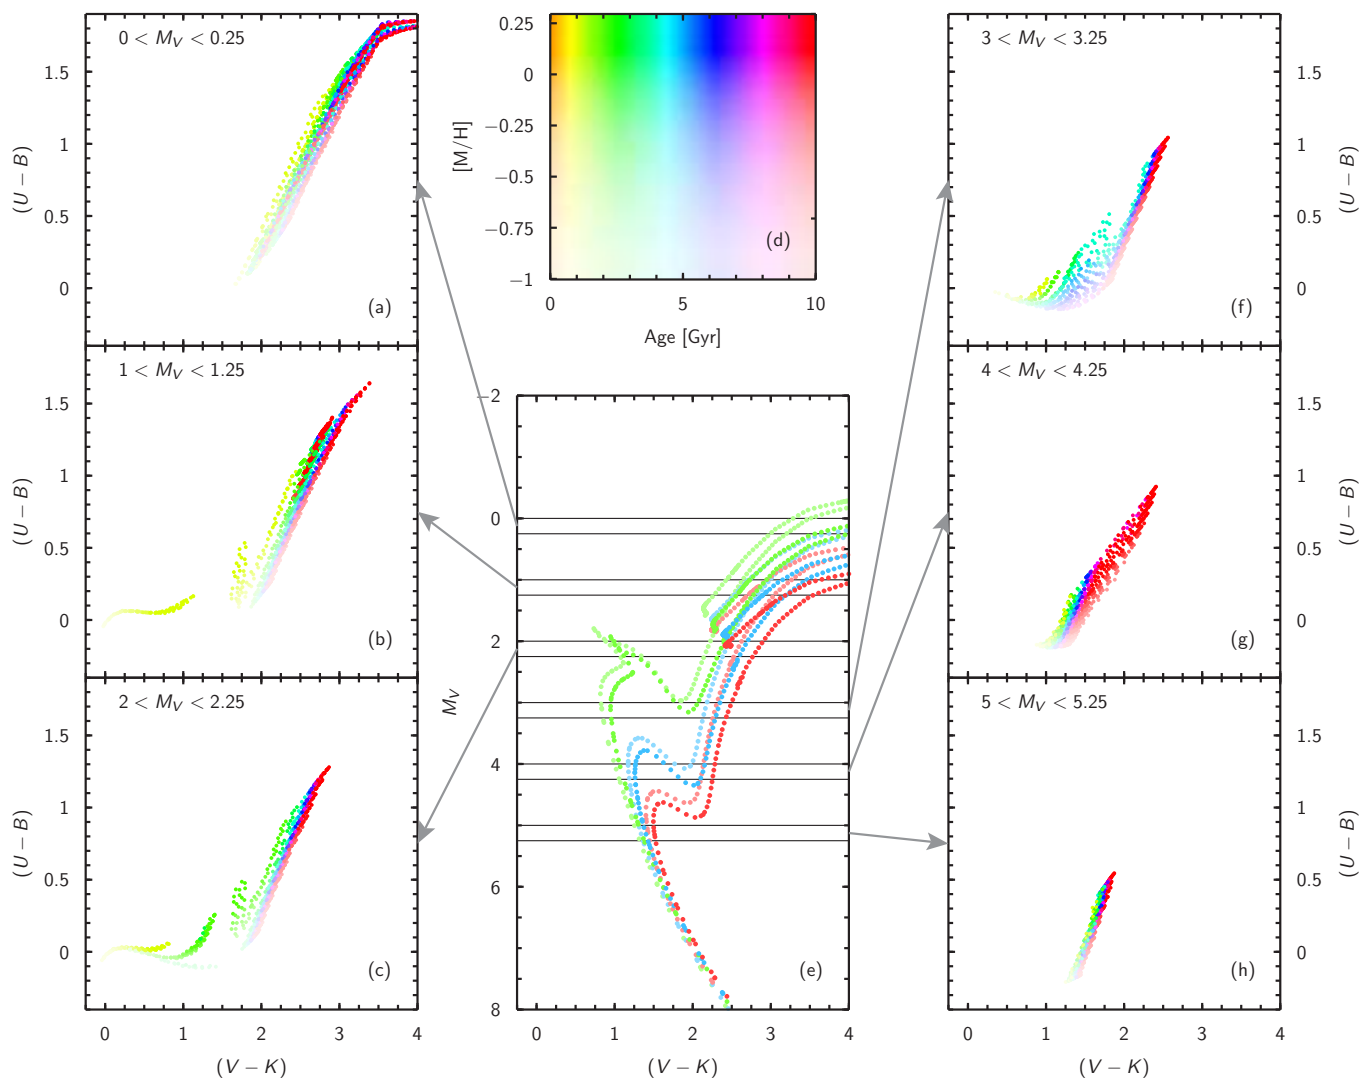 0 < M_V < 0.25
(U − B)
1.5
1
0.5
0
(a)
1 < M_V < 1.25
(U − B)
1.5
1
0.5
0
(b)
2 < M_V < 2.25
(U − B)
1.5
1
0.5
0
(c)
0 1 2 3 4
(V − K)
[M/H]
0.25
0
−0.25
−0.5
−0.75
−1
(d)
0 5 10
Age [Gyr]
M_V
−2
0
2
4
6
8
(e)
0 1 2 3 4
(V − K)
3 < M_V < 3.25
1.5
1
0.5
0
(U − B)
(f)
4 < M_V < 4.25
1.5
1
0.5
0
(U − B)
(g)
5 < M_V < 5.25
1.5
1
0.5
0
(U − B)
(h)
0 1 2 3 4
(V − K)